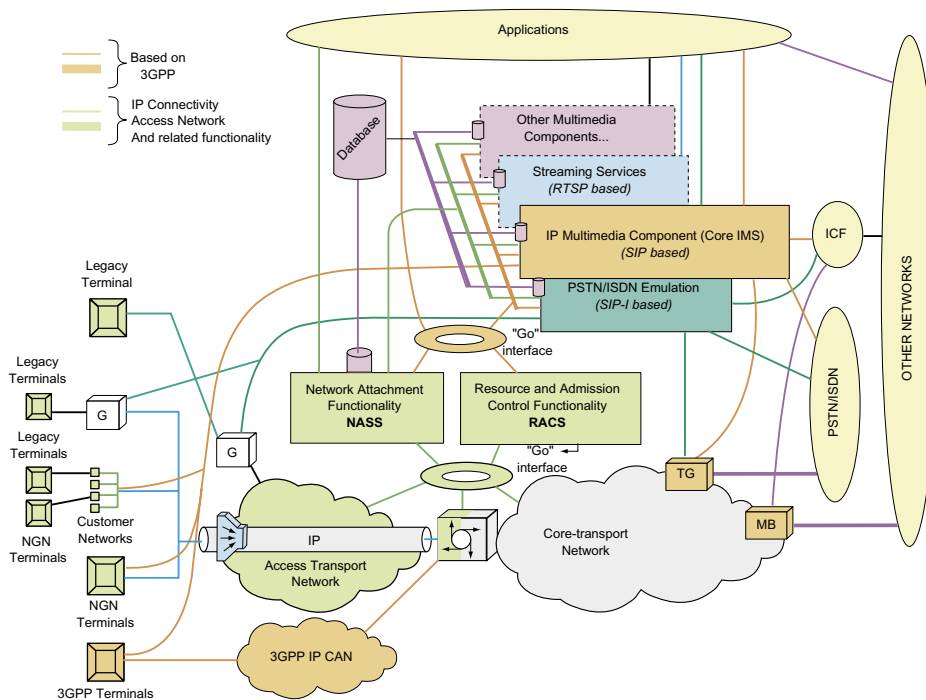 Applications
Based on
3GPP
IP Connectivity
Access Network
And related functionality
Database
Other Multimedia
Components...
Streaming Services
(RTSP based)
IP Multimedia Component (Core IMS)
(SIP based)
ICF
PSTN/ISDN Emulation
(SIP-I based)
OTHER NETWORKS
Legacy
Terminal
"Go"
interface
PSTN/ISDN
Legacy
Terminals
G
Network Attachment
Functionality
NASS
Resource and Admission
Control Functionality
RACS
Legacy
Terminals
G
"Go"
interface
TG
Customer
Networks
NGN
Terminals
IP
Access Transport
Network
Core-transport
Network
MB
NGN
Terminals
3GPP IP CAN
3GPP Terminals